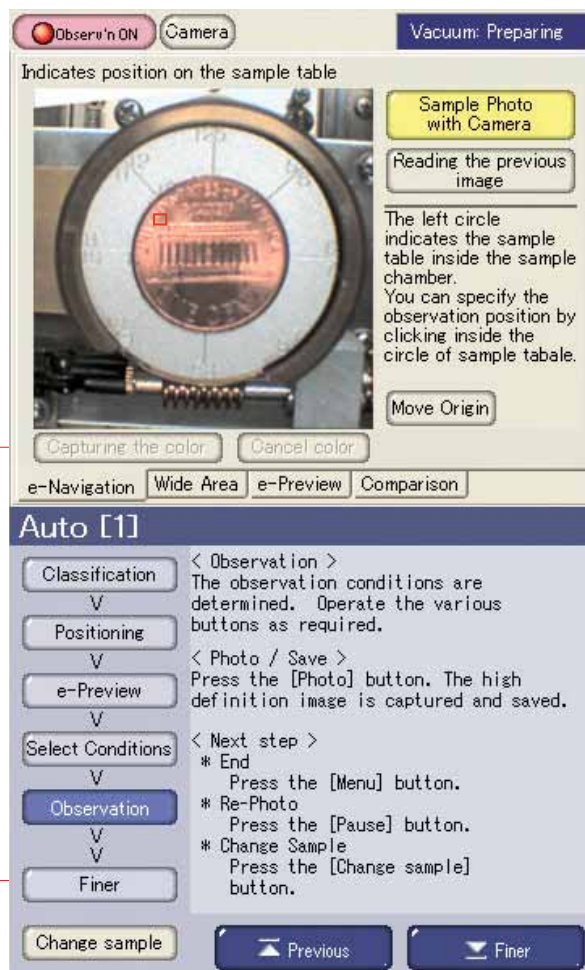 Observ'n ON
Camera
Vacuum: Preparing
Indicates position on the sample table
Sample Photo
with Camera
Reading the previous
image
The left circle
indicates the sample
table inside the sample
chamber.
You can specify the
observation position by
clicking inside the
circle of sample tabale.
Move Origin
Capturing the color
Cancel color
e-Navigation
Wide Area
e-Preview
Comparison
Auto [1]
Classification
V
Positioning
V
e-Preview
V
Select Conditions
V
Observation
V
V
Finer
Change sample
< Observation >
The observation conditions are
determined.  Operate the various
buttons as required.
< Photo / Save >
Press the [Photo] button. The high
definition image is captured and saved.
< Next step >
* End
Press the [Menu] button.
* Re-Photo
Press the [Pause] button.
* Change Sample
Press the [Change sample]
button.
Previous
Finer